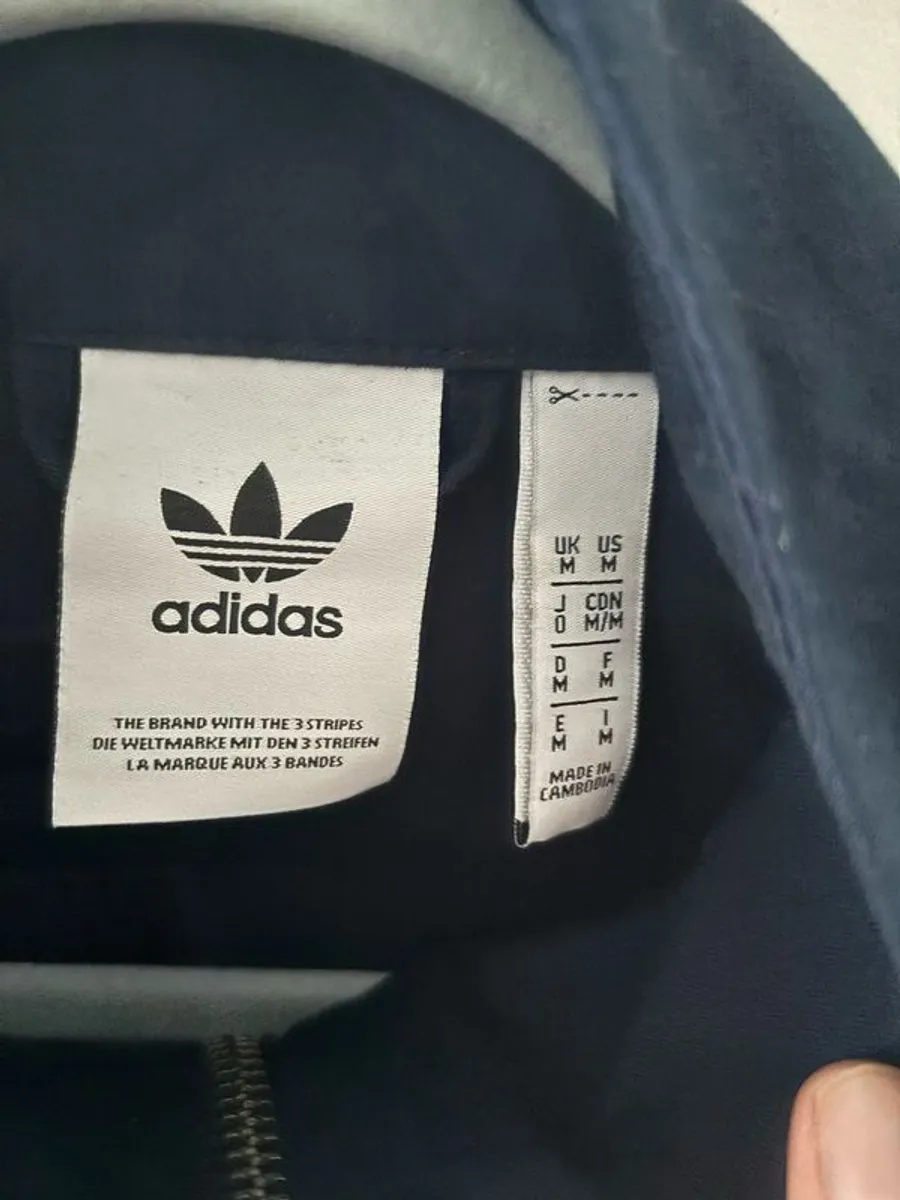 adidas
THE BRAND WITH THE 3 STRIPES
DIE WELTMARKE MIT DEN 3 STREIFEN
LA MARQUE AUX 3 BANDES
UK US
M M
J CDN
O M/M
D F
M M
E I
M M
MADE IN
CAMBODIA